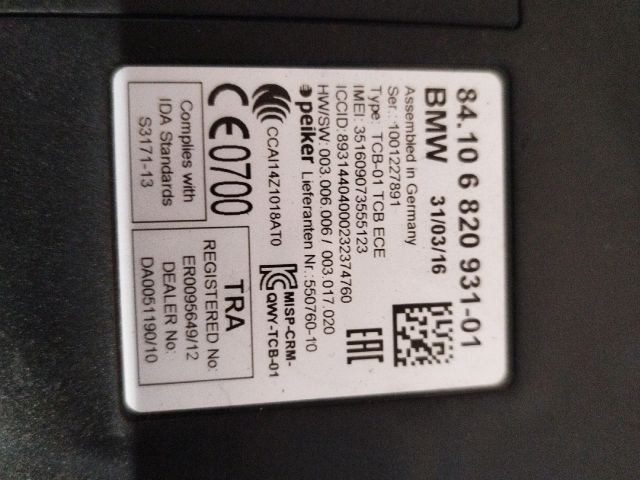 84.10 6 820 931-01
BMW 31/03/16
Assembled in Germany
Ser.: 1001227891
Type: TCB-01 TCB ECE
IMEI: 351609073555123
ICCID:89314404000232374760
HW/SW: 003.006.006 / 003.017.020
peiker Lieferanten Nr.:550760-10
CCAI14Z1018AT0
MISP-CRM-
QWY-TCB-01
EAC
CE0700
TRA
REGISTERED No:
ER0095649/12
DEALER No:
DA0051190/10
Complies with
IDA Standards
S3171-13